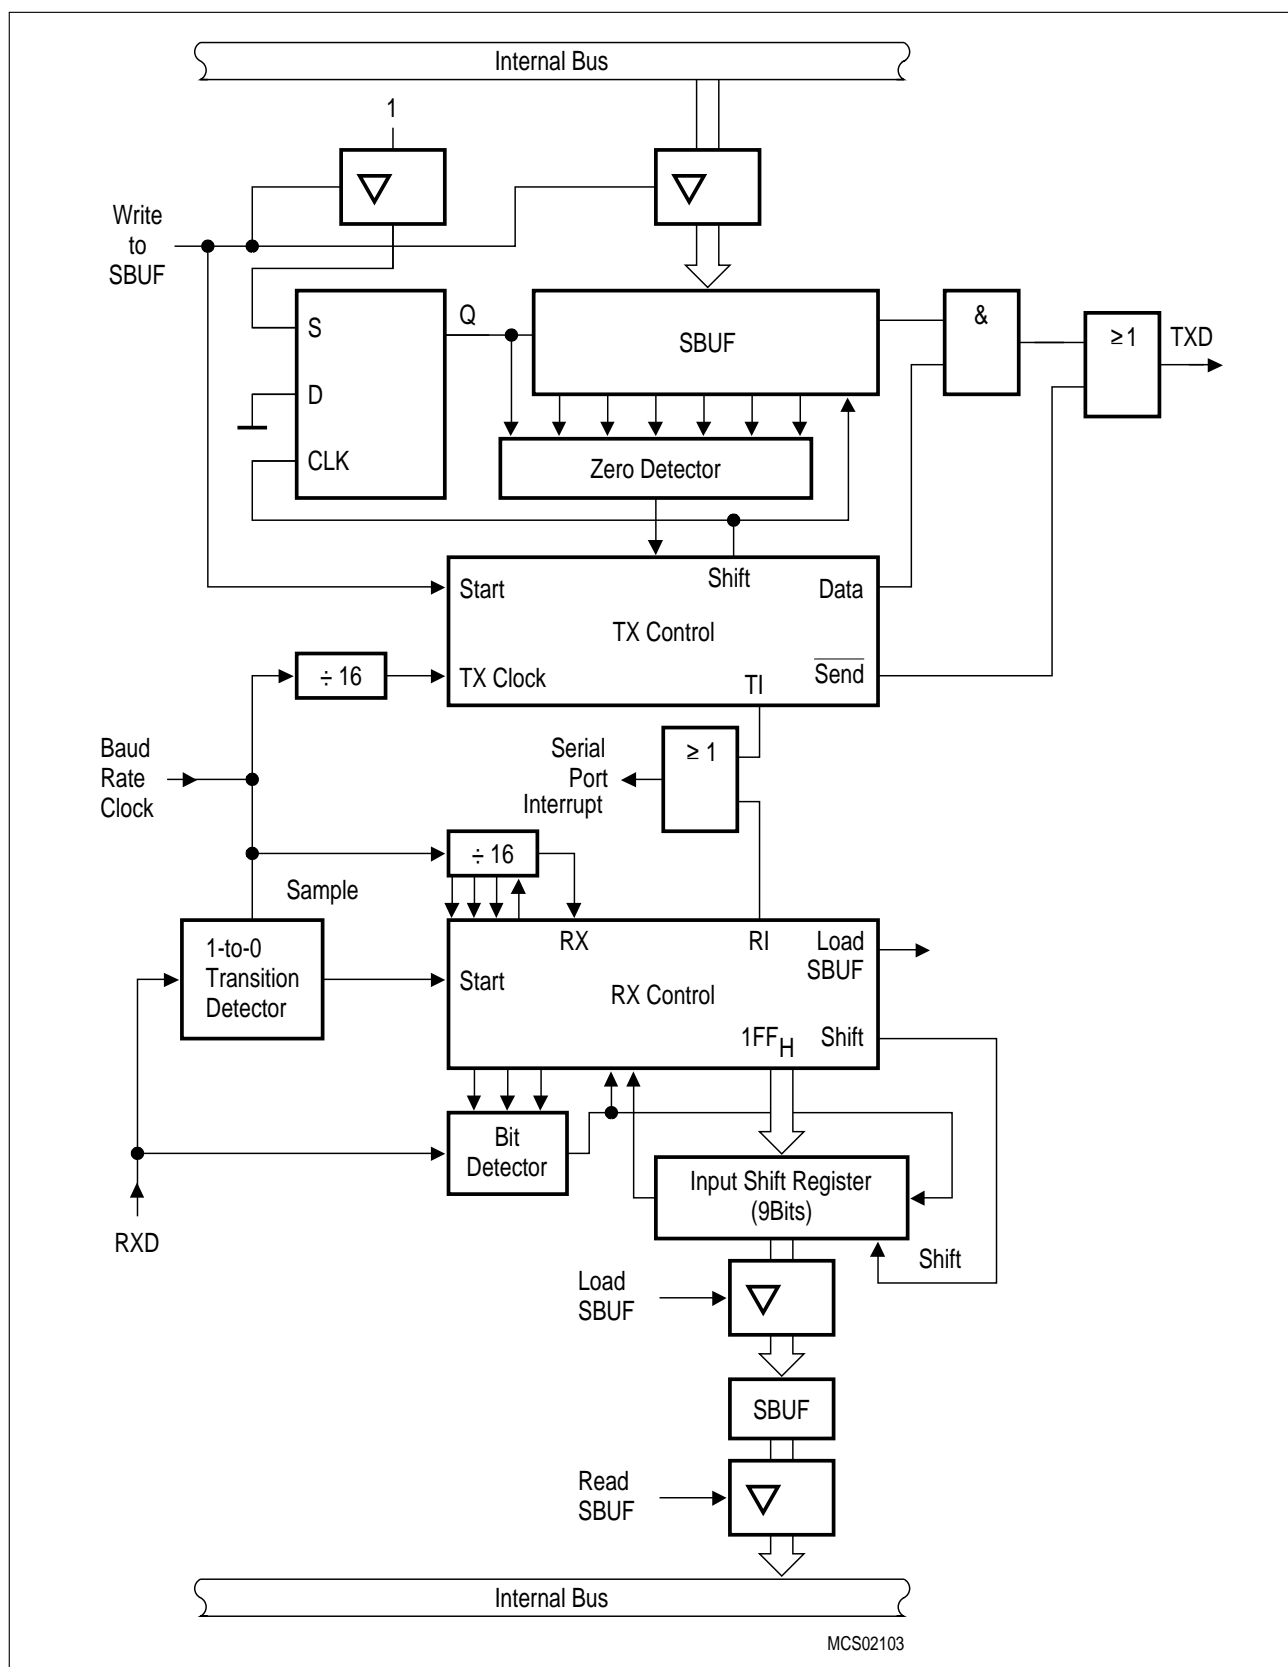 Internal Bus
1
Write
to
SBUF
S
D
CLK
Q
SBUF
&
≥1
TXD
Zero Detector
Shift
Start
Data
TX Control
÷ 16
TX Clock
Send
TI
Baud
Rate
Clock
Serial
Port
Interrupt
≥ 1
÷ 16
Sample
1-to-0
Transition
Detector
RX
RI
Load
SBUF
Start
RX Control
1FFH
Shift
Bit
Detector
Input Shift Register
(9Bits)
RXD
Shift
Load
SBUF
SBUF
Read
SBUF
Internal Bus
MCS02103